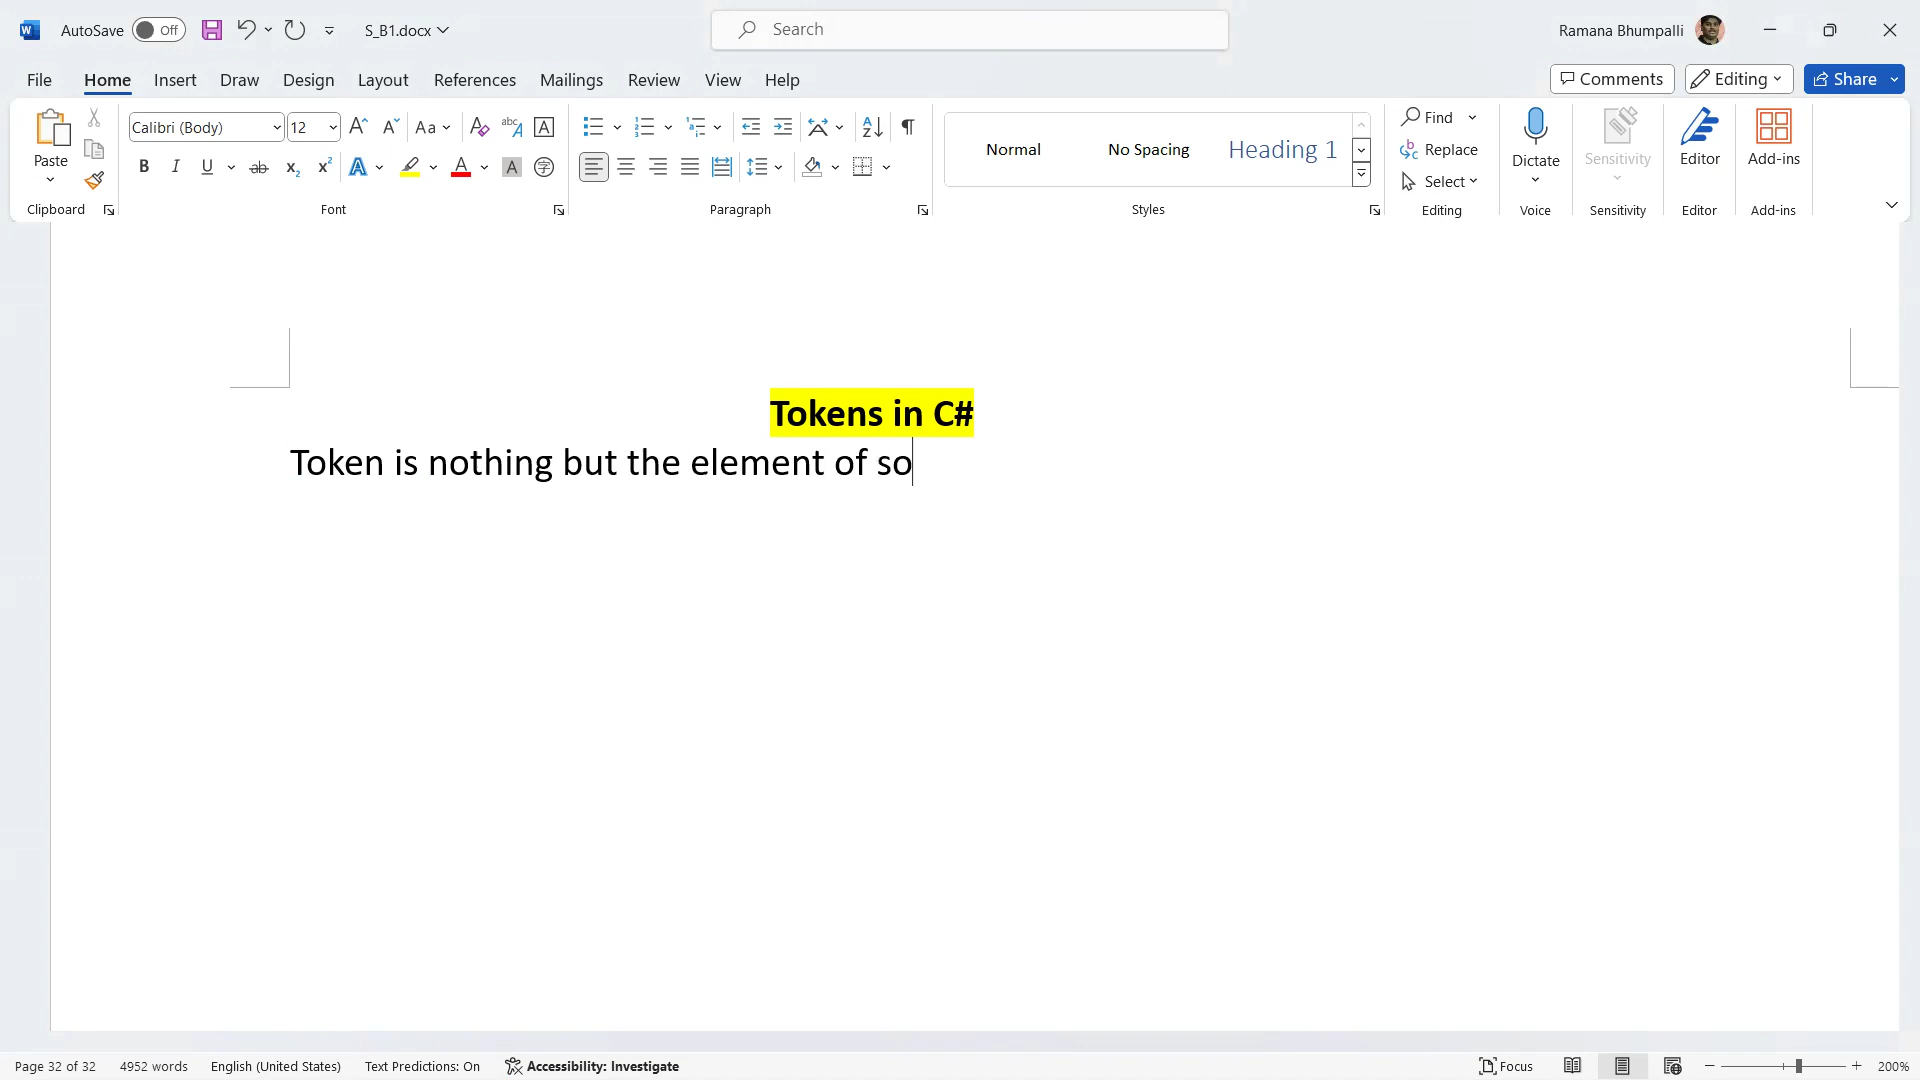 AutoSave Off S_B1.docx Search Ramana Bhumpalli
File Home Insert Draw Design Layout References Mailings Review View Help Comments Editing Share
Paste
Clipboard
Calibri (Body) 12
Font
Paragraph
Normal No Spacing Heading 1
Styles
Find
Replace
Select
Editing
Dictate
Voice
Sensitivity
Sensitivity
Editor
Editor
Add-ins
Add-ins
Tokens in C#
Token is nothing but the element of so
Page 32 of 32 4952 words English (United States) Text Predictions: On Accessibility: Investigate Focus 200%